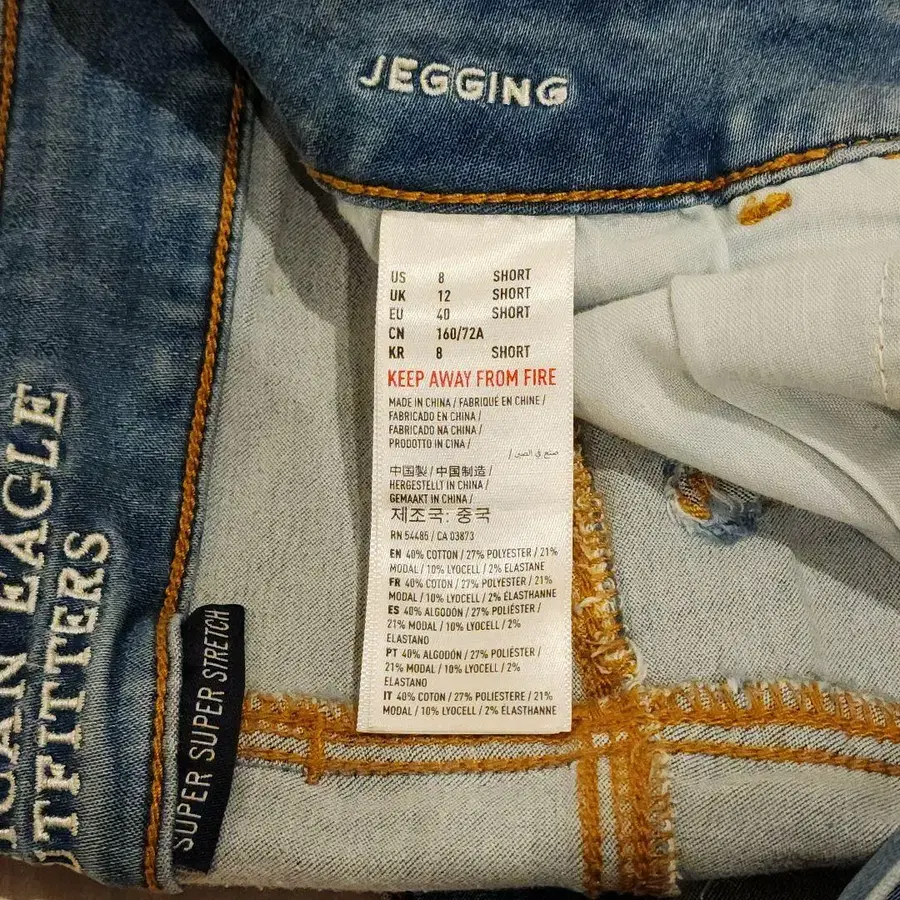 JEGGING
US 8 SHORT
UK 12 SHORT
EU 40 SHORT
CN 160/72A
KR 8 SHORT
KEEP AWAY FROM FIRE
MADE IN CHINA / FABRIQUÉ EN CHINE /
FABRICADO EN CHINA /
FABRICADO NA CHINA /
PRODOTTO IN CINA /
صنع في الصين /
中国製 / 中国制造 /
HERGESTELLT IN CHINA /
GEMAAKT IN CHINA /
제조국: 중국
RN 54485 / CA 03873
EN 40% COTTON / 27% POLYESTER / 21%
MODAL / 10% LYOCELL / 2% ELASTANE
FR 40% COTON / 27% POLYESTER / 21%
MODAL / 10% LYOCELL / 2% ÉLASTHANNE
ES 40% ALGODÓN / 27% POLIÉSTER /
21% MODAL / 10% LYOCELL / 2%
ELASTANO
PT 40% ALGODÃO / 27% POLIÉSTER /
21% MODAL / 10% LYOCELL / 2%
ELASTANO
IT 40% COTON / 27% POLIESTERE / 21%
MODAL / 10% LYOCELL / 2% ELASTHANNE
ICAN EAGLE
UTFITTERS
SUPER SUPER STRETCH